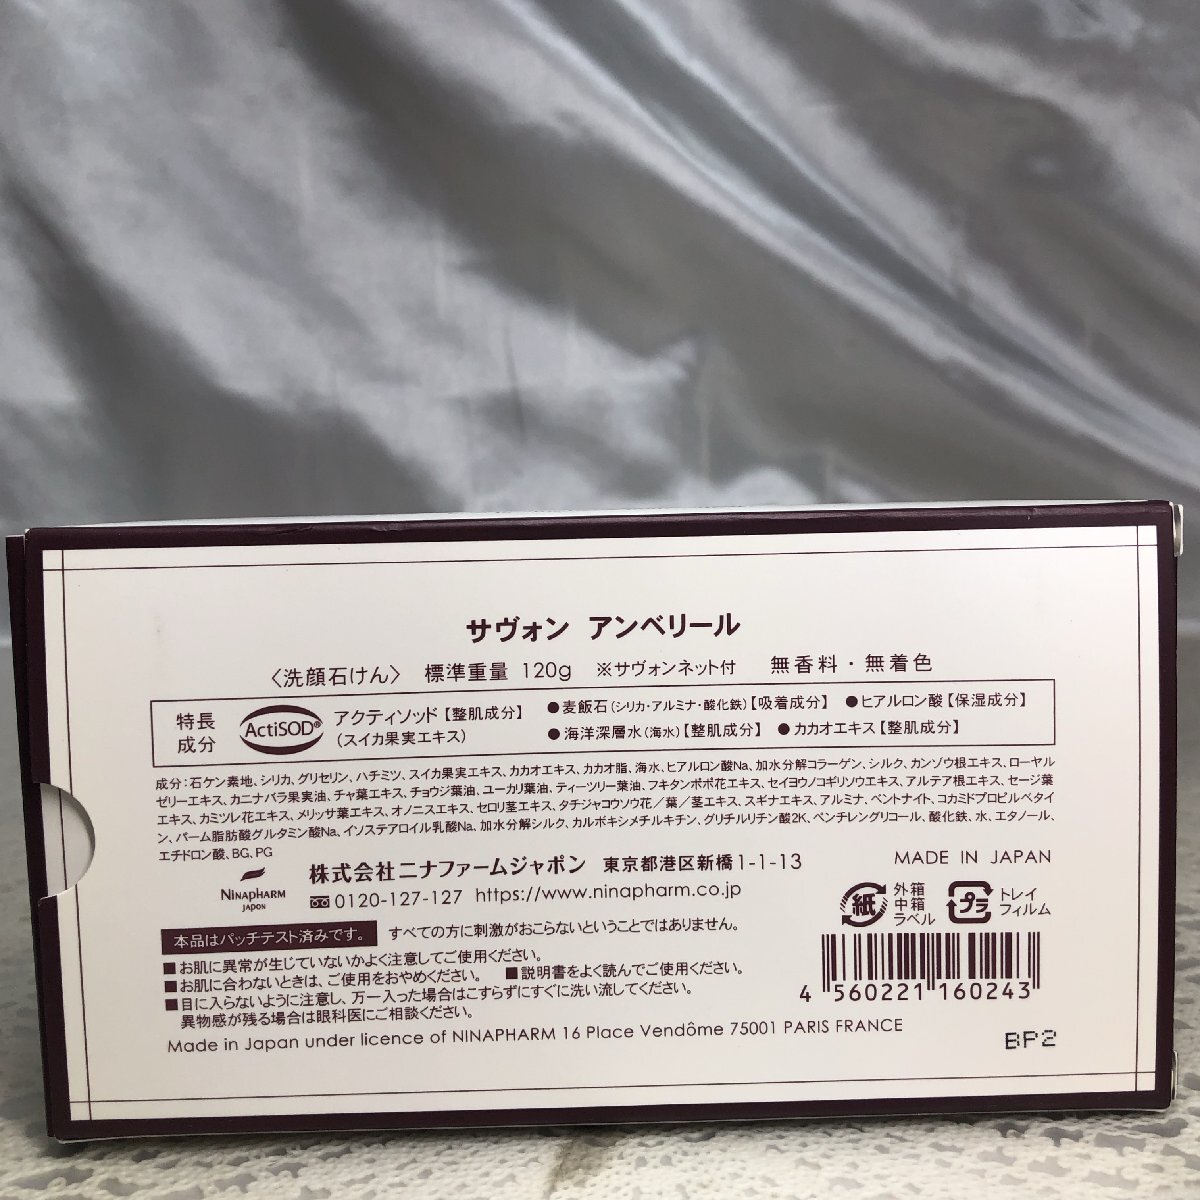 サヴォン アンベリール
〈洗顔石けん〉 標準重量 120g ※サヴォンネット付 無香料・無着色
特長
成分
ActiSOD®
アクティソッド【整肌成分】
(スイカ果実エキス)
●麦飯石(シリカ・アルミナ・酸化鉄)【吸着成分】 ●ヒアルロン酸【保湿成分】
●海洋深層水(海水)【整肌成分】 ●カカオエキス【整肌成分】
成分:石ケン素地、シリカ、グリセリン、ハチミツ、スイカ果実エキス、カカオエキス、カカオ脂、海水、ヒアルロン酸Na、加水分解コラーゲン、シルク、カンゾウ根エキス、ローヤル
ゼリーエキス、カニナバラ果実油、チャ葉エキス、チョウジ葉油、ユーカリ葉油、ティーツリー葉油、フキタンポポ花エキス、セイヨウノコギリソウエキス、アルテア根エキス、セージ葉
エキス、カミツレ花エキス、メリッサ葉エキス、オノニスエキス、セロリ茎エキス、タチジャコウソウ花/葉/茎エキス、スギナエキス、アルミナ、ベントナイト、コカミドプロピルベタイ
ン、パーム脂肪酸グルタミン酸Na、イソステアロイル乳酸Na、加水分解シルク、カルボキシメチルキチン、グリチルリチン酸2K、ペンチレングリコール、酸化鉄、水、エタノール、
エチドロン酸、BG、PG
NINAPHARM
JAPON
株式会社ニナファームジャポン 東京都港区新橋1-1-13
0120-127-127 https://www.ninapharm.co.jp
MADE IN JAPAN
紙
外箱
中箱
ラベル
プラ
トレイ
フィルム
本品はパッチテスト済みです。 すべての方に刺激がおこらないということではありません。
■お肌に異常が生じていないかよく注意してご使用ください。
■お肌に合わないときは、ご使用をおやめください。 ■説明書をよく読んでご使用ください。
■目に入らないように注意し、万一入った場合はこすらずにすぐに洗い流してください。
異物感が残る場合は眼科医にご相談ください。
4 560221 160243
Made in Japan under licence of NINAPHARM 16 Place Vendôme 75001 PARIS FRANCE
BP2